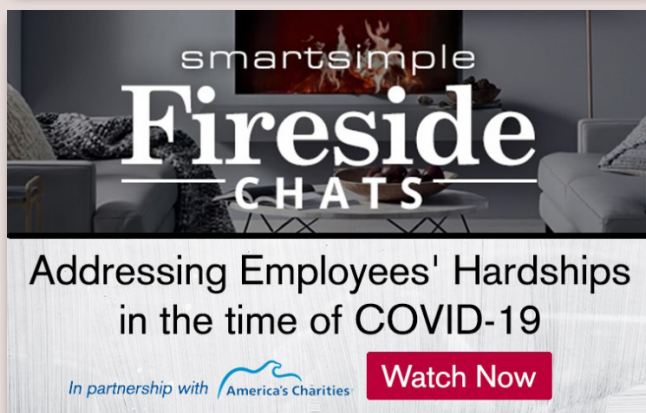 smartsimple
Fireside
CHATS
Addressing Employees' Hardships
in the time of COVID-19
In partnership with America's Charities
Watch Now